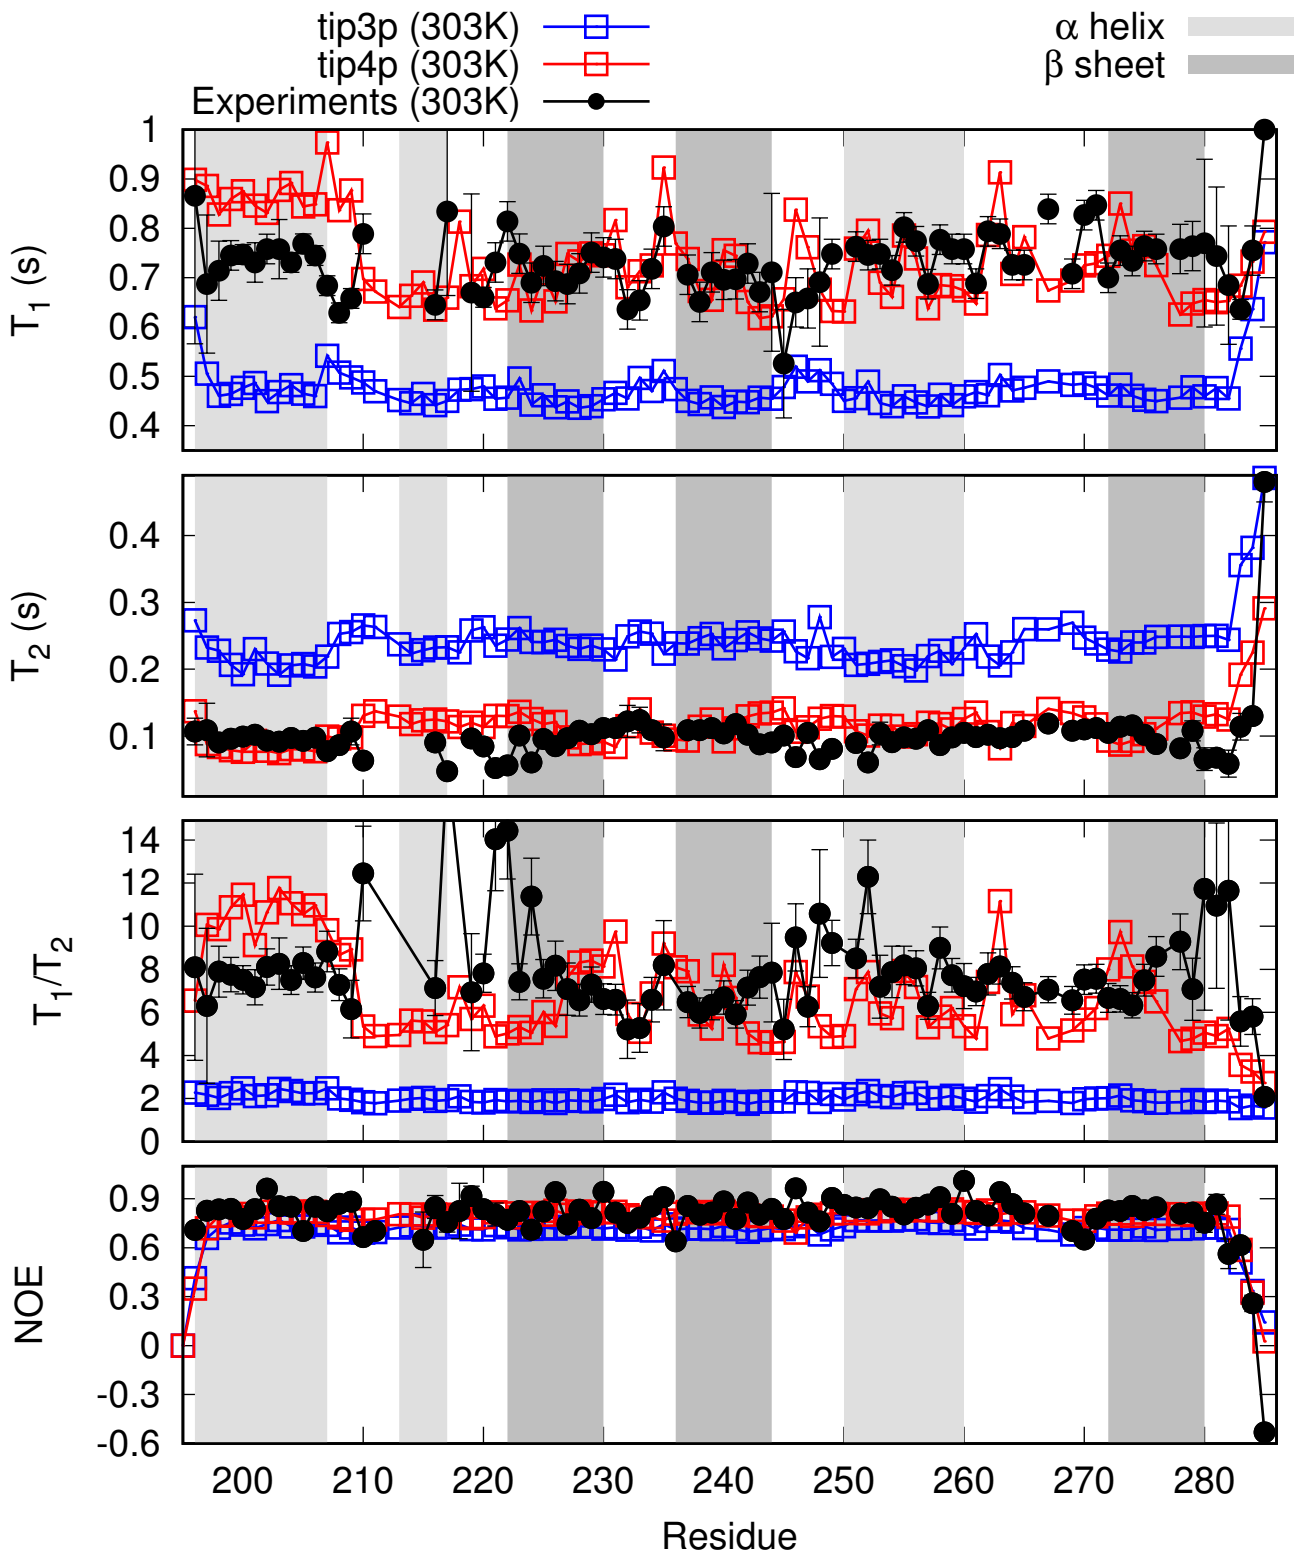 tip3p (303K)
tip4p (303K)
Experiments (303K)
α helix
β sheet
T1 (s)
1
0.9
0.8
0.7
0.6
0.5
0.4
T2 (s)
0.4
0.3
0.2
0.1
T1/T2
14
12
10
8
6
4
2
0
NOE
0.9
0.6
0.3
0
-0.3
-0.6
200 210 220 230 240 250 260 270 280
Residue